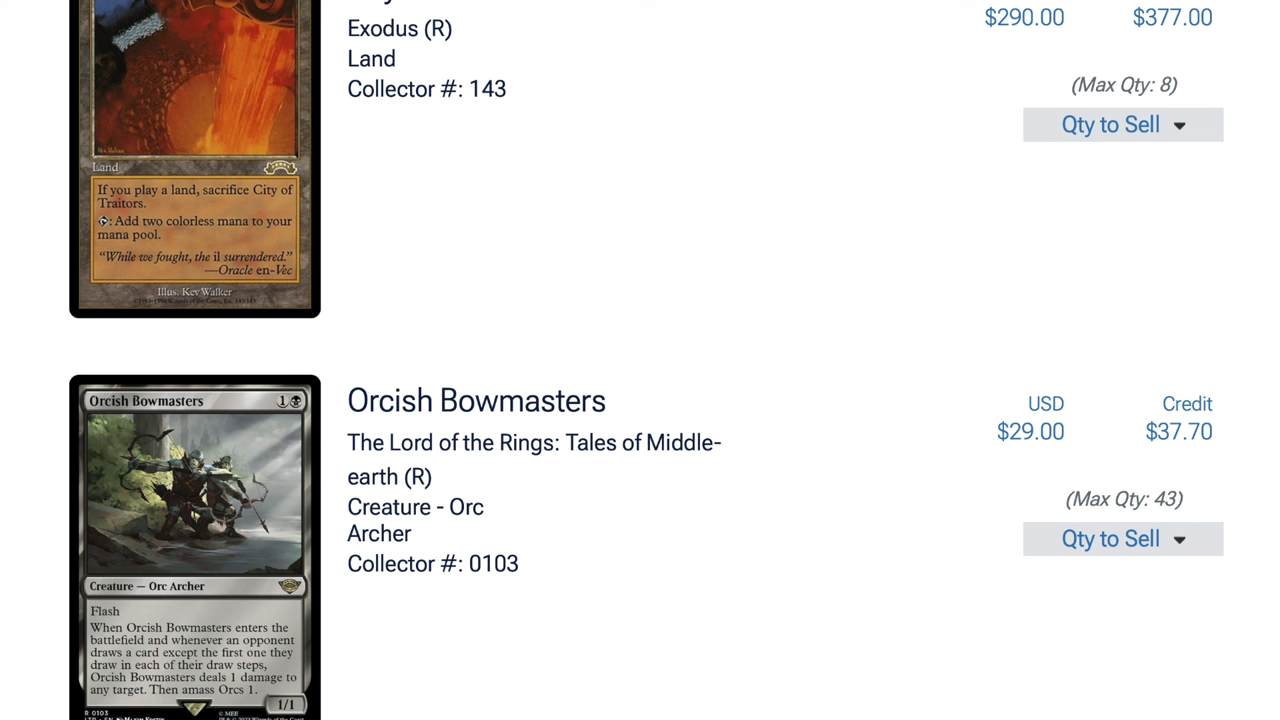 $290.00 $377.00
Exodus (R)
Land
Collector #: 143
(Max Qty: 8)
Qty to Sell
Land
If you play a land, sacrifice City of
Traitors.
: Add two colorless mana to your
mana pool.
“While we fought, the il surrendered.”
—Oracle en-Vec
Illus. Kev Walker
Orcish Bowmasters 1
Flash
When Orcish Bowmasters enters the
battlefield and whenever an opponent
draws a card except the first one they
draw in each of their draw steps,
Orcish Bowmasters deals 1 damage to
any target. Then amass Orcs 1.
Creature — Orc Archer
1/1
R 0103
Orcish Bowmasters
The Lord of the Rings: Tales of Middle-
earth (R)
Creature - Orc
Archer
Collector #: 0103
USD Credit
$29.00 $37.70
(Max Qty: 43)
Qty to Sell